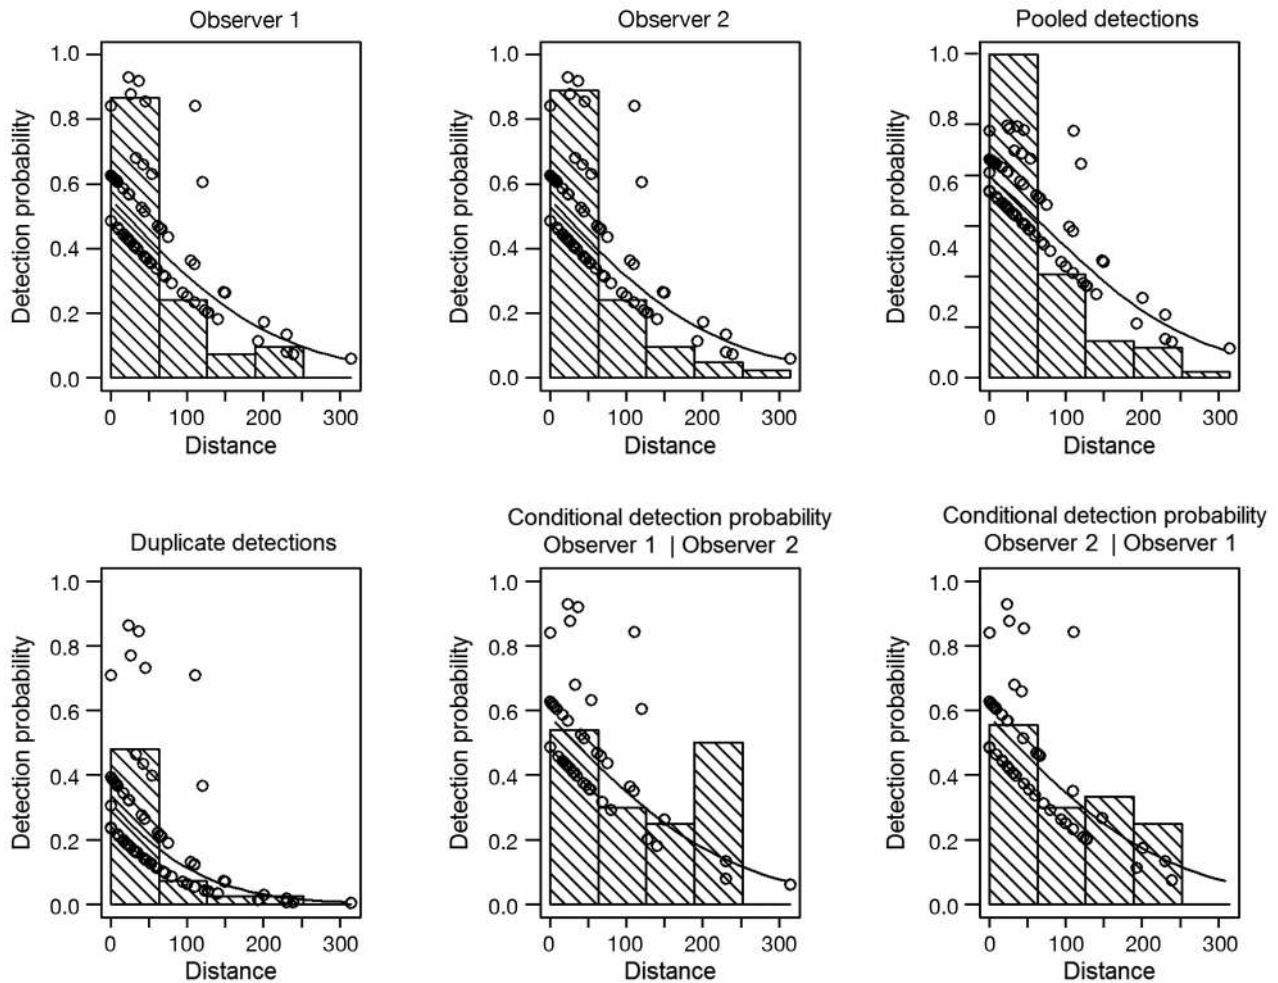 Observer 1
Detection probability
1.0
0.8
0.6
0.4
0.2
0.0
0 100 200 300
Distance
Observer 2
Detection probability
1.0
0.8
0.6
0.4
0.2
0.0
0 100 200 300
Distance
Pooled detections
Detection probability
1.0
0.8
0.6
0.4
0.2
0.0
0 100 200 300
Distance
Duplicate detections
Detection probability
1.0
0.8
0.6
0.4
0.2
0.0
0 100 200 300
Distance
Conditional detection probability
Observer 1 | Observer 2
Detection probability
1.0
0.8
0.6
0.4
0.2
0.0
0 100 200 300
Distance
Conditional detection probability
Observer 2 | Observer 1
Detection probability
1.0
0.8
0.6
0.4
0.2
0.0
0 100 200 300
Distance